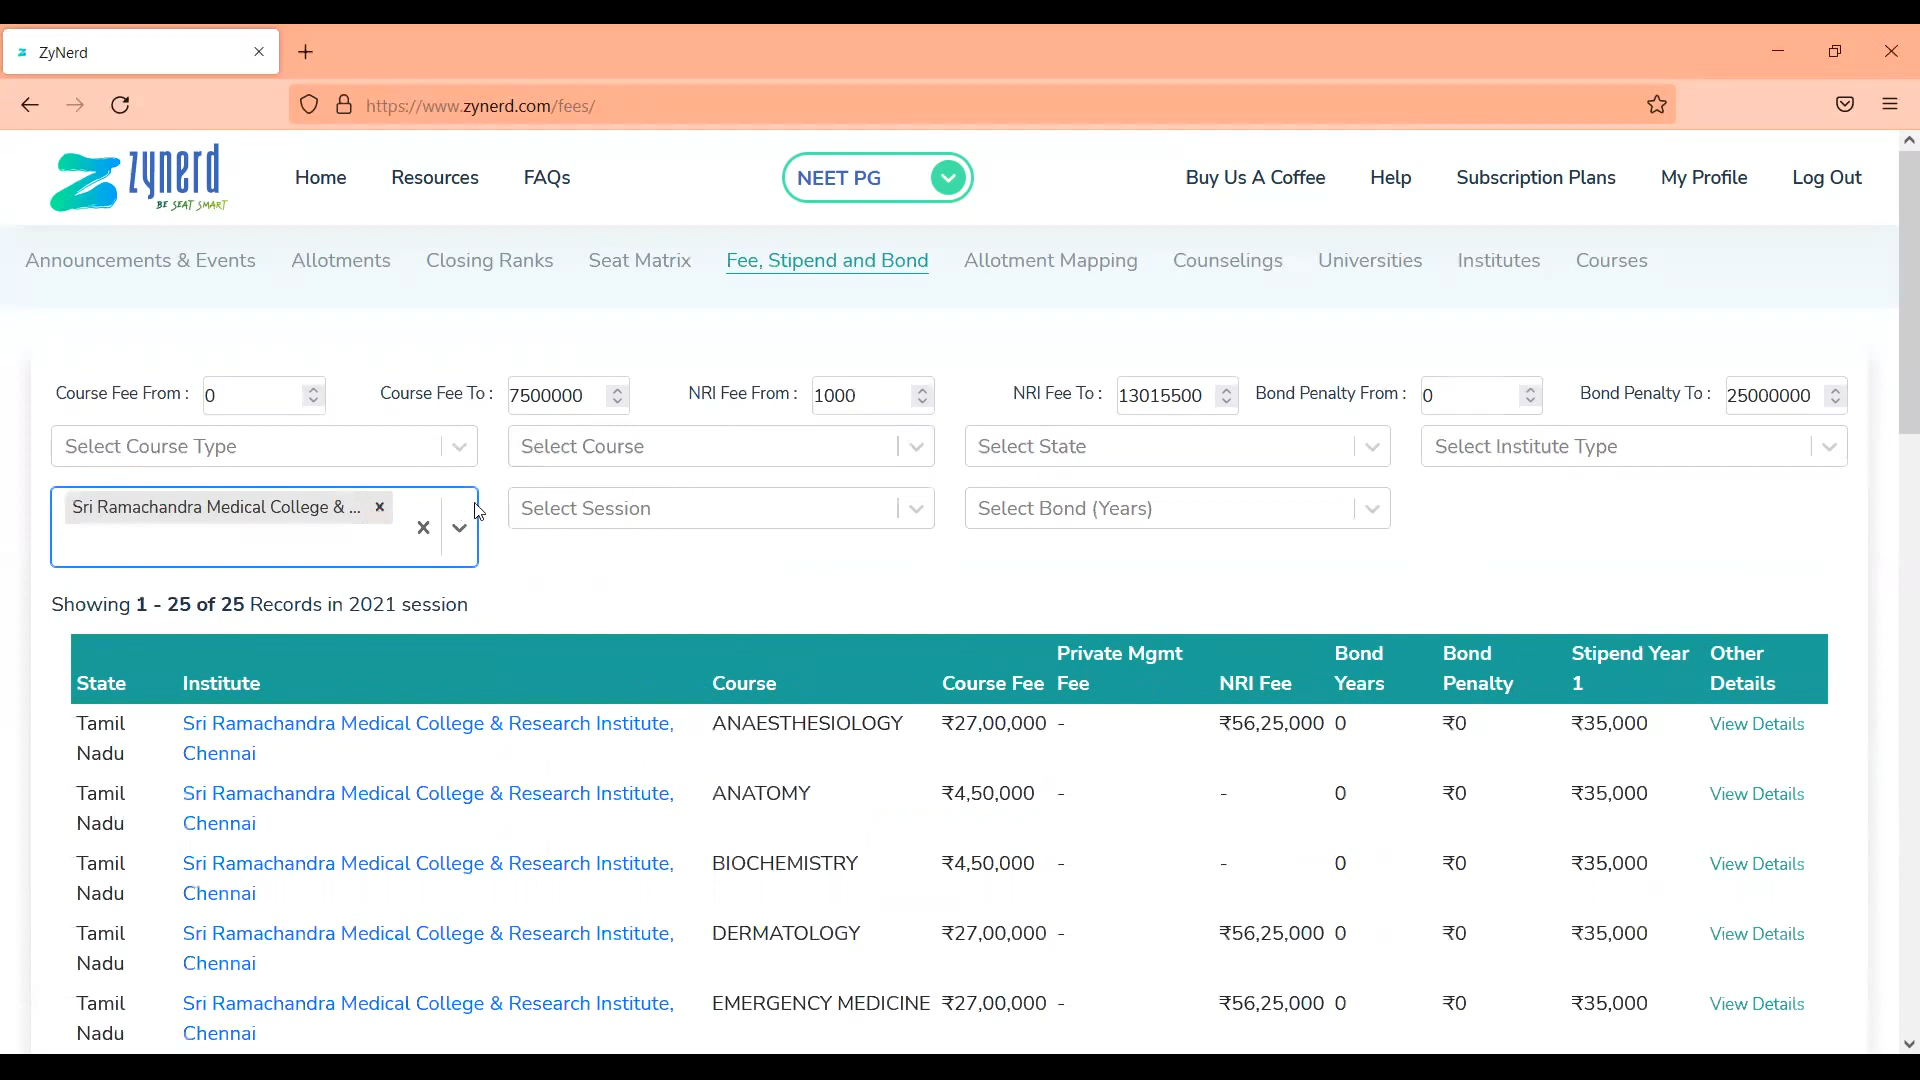 ZyNerd
https://www.zynerd.com/fees/
zynerd
BE SEAT SMART
Home Resources FAQs NEET PG Buy Us A Coffee Help Subscription Plans My Profile Log Out
Announcements & Events Allotments Closing Ranks Seat Matrix Fee, Stipend and Bond Allotment Mapping Counselings Universities Institutes Courses
Course Fee From : 0 Course Fee To : 7500000 NRI Fee From : 1000 NRI Fee To : 13015500 Bond Penalty From : 0 Bond Penalty To : 25000000
Select Course Type Select Course Select State Select Institute Type
Sri Ramachandra Medical College & ... Select Session Select Bond (Years)
Showing 1 - 25 of 25 Records in 2021 session
State Institute Course Course Fee Private Mgmt Fee NRI Fee Bond Years Bond Penalty Stipend Year 1 Other Details
Tamil Nadu Sri Ramachandra Medical College & Research Institute, Chennai ANAESTHESIOLOGY ₹27,00,000 - ₹56,25,000 0 ₹0 ₹35,000 View Details
Tamil Nadu Sri Ramachandra Medical College & Research Institute, Chennai ANATOMY ₹4,50,000 - - 0 ₹0 ₹35,000 View Details
Tamil Nadu Sri Ramachandra Medical College & Research Institute, Chennai BIOCHEMISTRY ₹4,50,000 - - 0 ₹0 ₹35,000 View Details
Tamil Nadu Sri Ramachandra Medical College & Research Institute, Chennai DERMATOLOGY ₹27,00,000 - ₹56,25,000 0 ₹0 ₹35,000 View Details
Tamil Nadu Sri Ramachandra Medical College & Research Institute, Chennai EMERGENCY MEDICINE ₹27,00,000 - ₹56,25,000 0 ₹0 ₹35,000 View Details